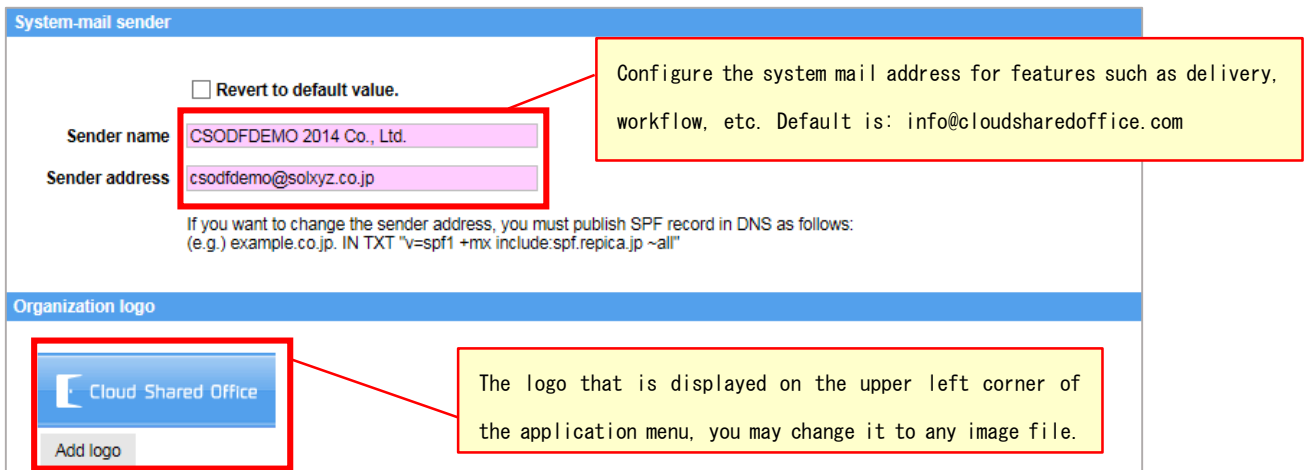 System-mail sender
Revert to default value.
Configure the system mail address for features such as delivery,
workflow, etc. Default is: info@cloudsharedoffice.com
Sender name CSODFDEMO 2014 Co., Ltd.
Sender address csodfdemo@solxyz.co.jp
If you want to change the sender address, you must publish SPF record in DNS as follows:
(e.g.) example.co.jp. IN TXT "v=spf1 +mx include:spf.repica.jp ~all"
Organization logo
Cloud Shared Office
Add logo
The logo that is displayed on the upper left corner of
the application menu, you may change it to any image file.